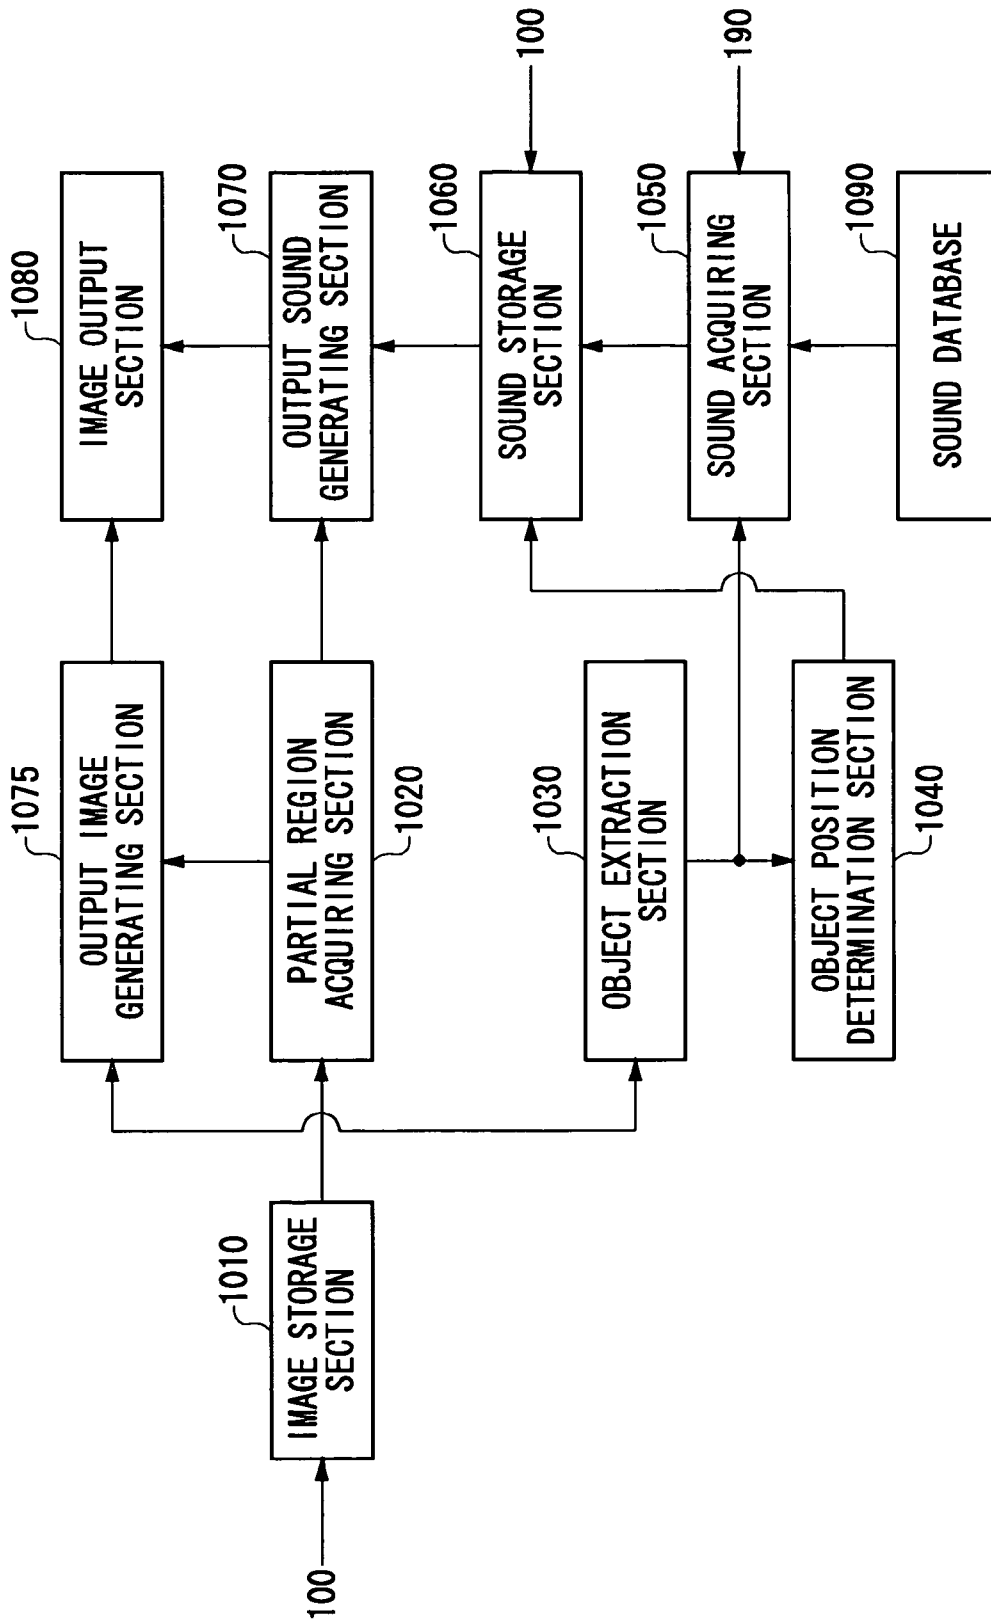 100
1010
IMAGE STORAGE
SECTION
1075
OUTPUT IMAGE
GENERATING SECTION
PARTIAL REGION
ACQUIRING SECTION
1020
1030
OBJECT EXTRACTION
SECTION
OBJECT POSITION
DETERMINATION SECTION
1040
1080
IMAGE OUTPUT
SECTION
1070
OUTPUT SOUND
GENERATING SECTION
1060
SOUND STORAGE
SECTION
100
1050
SOUND ACQUIRING
SECTION
190
1090
SOUND DATABASE